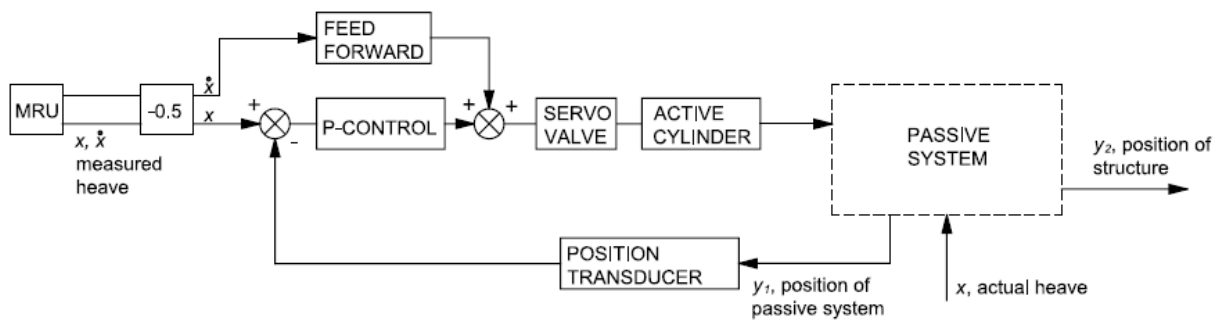 FEED
FORWARD
ẋ
MRU
-0.5
x
+
-
P-CONTROL
+
+
SERVO
VALVE
ACTIVE
CYLINDER
PASSIVE
SYSTEM
x, ẋ
measured
heave
y₂, position of
structure
POSITION
TRANSDUCER
y₁, position of
passive system
x, actual heave